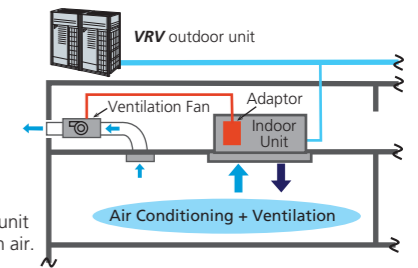 VRV outdoor unit
Ventilation Fan
Adaptor
Indoor
Unit
Air Conditioning + Ventilation
unit
air.